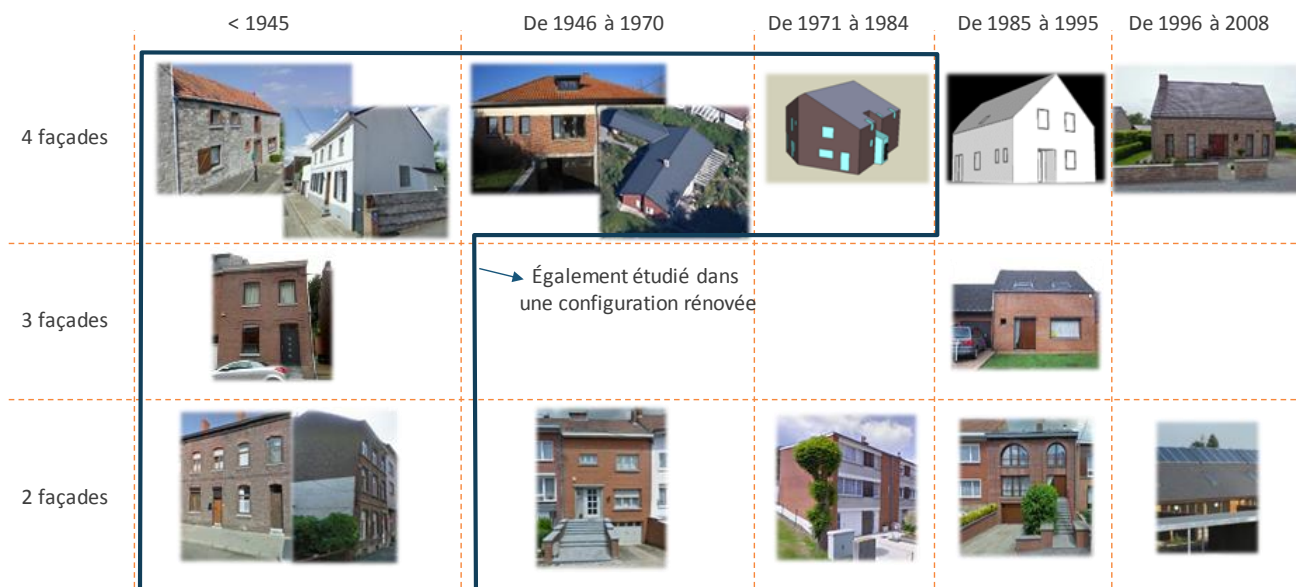 < 1945
De 1946 à 1970
De 1971 à 1984
De 1985 à 1995
De 1996 à 2008
4 façades
Également étudié dans
une configuration rénovée
3 façades
2 façades